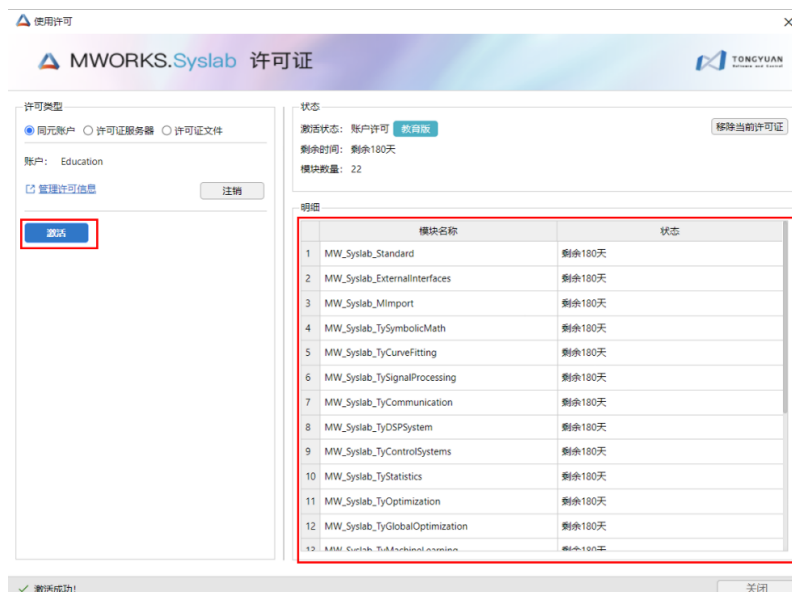 使用许可
MWORKS.Syslab 许可证
TONGYUAN
许可类型
同元账户 许可证服务器 许可证文件
账户: Education
管理许可信息
注销
激活
状态
激活状态: 账户许可 教育版
移除当前许可证
剩余时间: 剩余180天
模块数量: 22
明细
模块名称 状态
1 MW_Syslab_Standard 剩余180天
2 MW_Syslab_ExternalInterfaces 剩余180天
3 MW_Syslab_MImport 剩余180天
4 MW_Syslab_TySymbolicMath 剩余180天
5 MW_Syslab_TyCurveFitting 剩余180天
6 MW_Syslab_TySignalProcessing 剩余180天
7 MW_Syslab_TyCommunication 剩余180天
8 MW_Syslab_TyDSPSystem 剩余180天
9 MW_Syslab_TyControlSystems 剩余180天
10 MW_Syslab_TyStatistics 剩余180天
11 MW_Syslab_TyOptimization 剩余180天
12 MW_Syslab_TyGlobalOptimization 剩余180天
13 MW_Syslab_TyMachineLearning 剩余180天
激活成功!
关闭